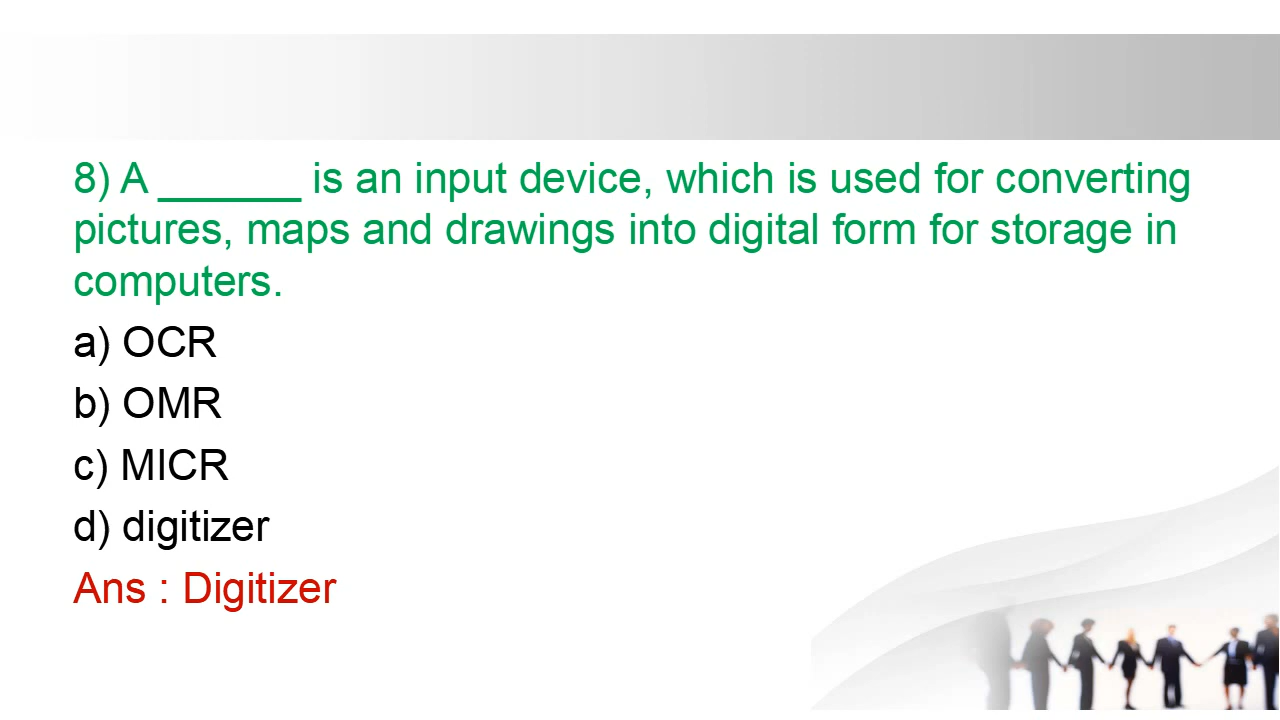 8) A ______ is an input device, which is used for converting
pictures, maps and drawings into digital form for storage in
computers.
a) OCR
b) OMR
c) MICR
d) digitizer
Ans : Digitizer